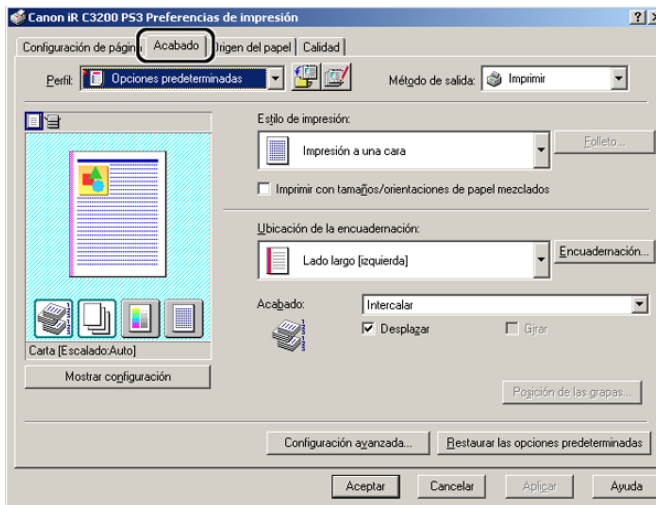 Canon iR C3200 PS3 Preferencias de impresión
Configuración de págin Acabado Origen del papel Calidad
Perfil: Opciones predeterminadas Método de salida: Imprimir
Estilo de impresión:
Impresión a una cara Folleto...
Imprimir con tamaños/orientaciones de papel mezclados
Ubicación de la encuadernación:
Lado largo [izquierda] Encuadernación...
Acabado: Intercalar
Desplazar Girar
Carta [Escalado:Auto]
Mostrar configuración
Posición de las grapas...
Configuración avanzada... Restaurar las opciones predeterminadas
Aceptar Cancelar Aplicar Ayuda